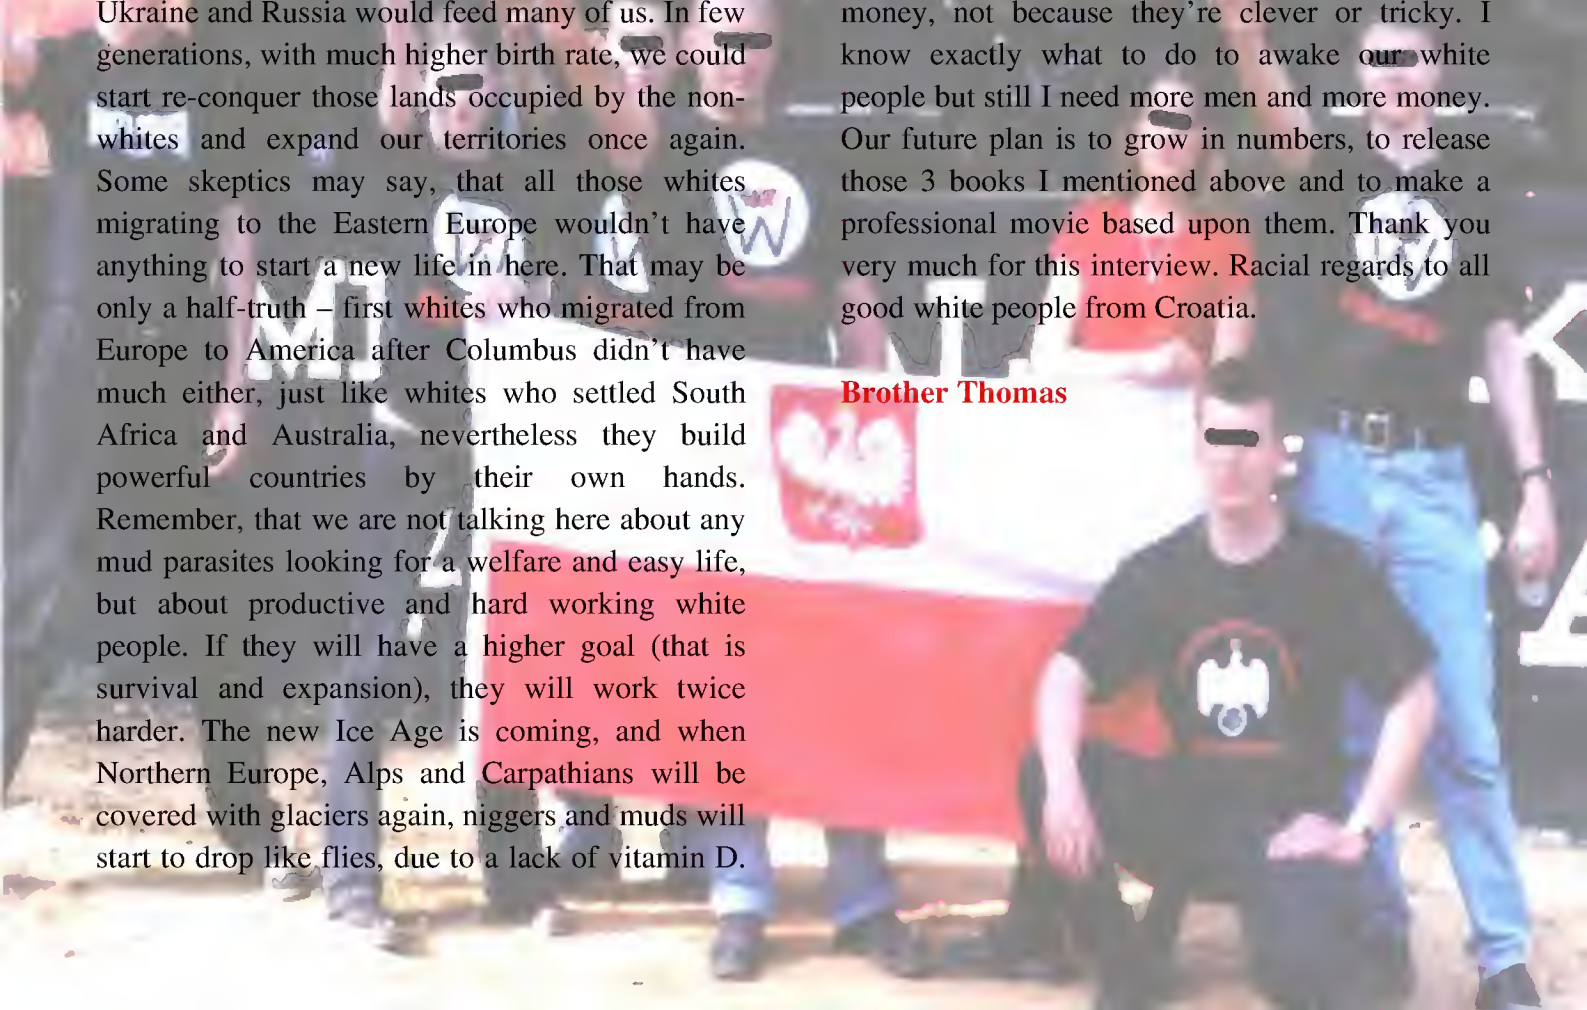 Ukraine and Russia would feed many of us. In few
generations, with much higher birth rate, we could
start re-conquer those lands occupied by the non-
whites and expand our territories once again.
Some skeptics may say, that all those whites
migrating to the Eastern Europe wouldn't have
anything to start a new life in here. That may be
only a half-truth – first whites who migrated from
Europe to America after Columbus didn't have
much either, just like whites who settled South
Africa and Australia, nevertheless they build
powerful countries by their own hands.
Remember, that we are not talking here about any
mud parasites looking for a welfare and easy life,
but about productive and hard working white
people. If they will have a higher goal (that is
survival and expansion), they will work twice
harder. The new Ice Age is coming, and when
Northern Europe, Alps and Carpathians will be
covered with glaciers again, niggers and muds will
start to drop like flies, due to a lack of vitamin D.
money, not because they're clever or tricky. I
know exactly what to do to awake our white
people but still I need more men and more money.
Our future plan is to grow in numbers, to release
those 3 books I mentioned above and to make a
professional movie based upon them. Thank you
very much for this interview. Racial regards to all
good white people from Croatia.
Brother Thomas
W